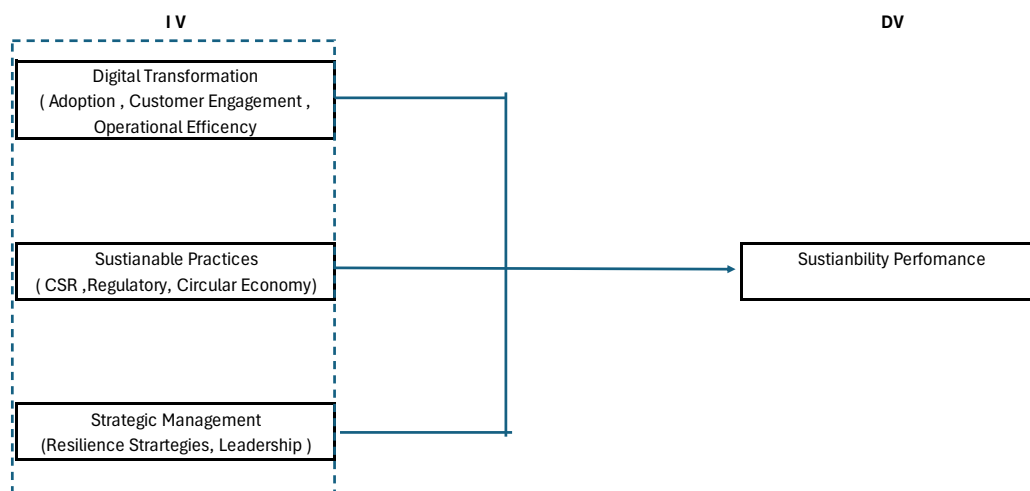 I V
DV
Digital Transformation
( Adoption , Customer Engagement ,
Operational Efficency
Sustianable Practices
( CSR ,Regulatory, Circular Economy)
Sustianbility Perfomance
Strategic Management
(Resilience Strartegies, Leadership )